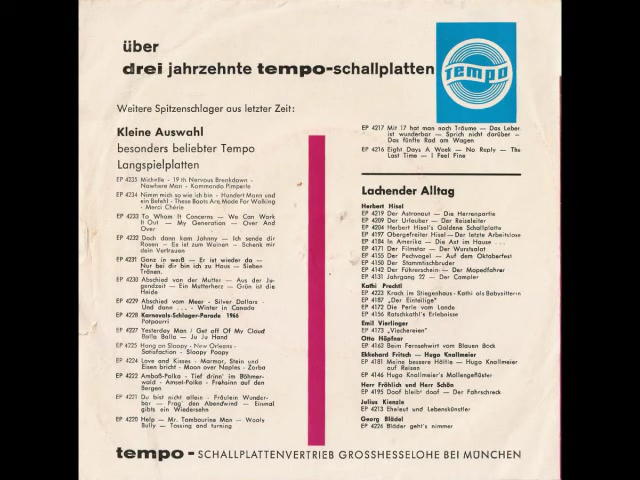 über
drei jahrzehnte tempo-schallplatten
tempo
Weitere Spitzenschlager aus letzter Zeit:
Kleine Auswahl
besonders beliebter Tempo
Langspielplatten
EP 4235 Michelle - 19 th Nervous Breakdown -
Nowhere Man - Kommando Pimperle
EP 4234 Nimm mich so wie ich bin - Hundert Mann und
ein Befehl - These Boots Are Made For Walking
- Merci Chérie
EP 4233 To Whom It Concerns — We Can Work
It Out — My Generation — Over And
Over
EP 4232 Doch dann kam Johnny — Ich sende dir
Rosen — Es ist zum Weinen — Schenk mir
dein Vertrauen
EP 4231 Ganz in weiß — Er ist wieder da —
Nur bei dir bin ich zu Haus — Sieben
Tränen.
EP 4230 Abschied von der Mutter — Aus der Ju-
gendzeit — Ein Mutterherz — Grün ist die
Heide
EP 4229 Abschied vom Meer - Silver Dollars -
Und dann . . . - Winter in Canada
EP 4228 Karnevals-Schlager-Parade 1966
Potpourri
EP 4227 Yesterday Man / Get off Of My Cloud
Balla Balla — Ju Ju Hand
EP 4225 Hang on Sloopy - New Orleans -
Satisfaction - Sloopy Poopy
EP 4224 Love and Kisses - Marmor, Stein und
Eisen bricht - Moon over Naples - Zorba
EP 4222 Amboß-Polka - Tief drinn' im Böhmer-
wald - Amsel-Polka - Frohsinn auf den
Bergen
EP 4221 Du bist nicht allein - Fräulein Wunder-
bar — Frag' den Abendwind — Einmal
gibts ein Wiedersehn
EP 4220 Help — Mr. Tambourine Man — Wooly
Bully — Tossing and turning
EP 4217 Mit 17 hat man noch Träume — Das Leben
ist wunderbar — Sprich nicht darüber —
Das fünfte Rad am Wagen
EP 4216 Eight Days A Week — No Reply — The
Last Time — I Feel Fine
Lachender Alltag
Herbert Hisel
EP 4219 Der Astronaut — Die Herrenpartie
EP 4209 Der Urlauber — Der Reiseleiter
EP 4204 Herbert Hisel's Goldene Schallplatte
EP 4197 Obergefreiter Hisel — Der letzte Arbeitslose
EP 4184 In Amerika — Die Axt im Haus . . .
EP 4171 Der Filmstar — Der Wurstsalat
EP 4155 Der Pechvogel — Auf dem Oktoberfest
EP 4150 Der Stammtischbruder
EP 4142 Der Führerschein — Der Mopedfahrer
EP 4131 Jahrgang 22 — Der Campler
Kathi Prechtl
EP 4223 Krach im Stiegenhaus - Kathi als Babysitterin
EP 4187 „Der Einteilige"
EP 4172 Die Perle vom Lande
EP 4156 Ratschkathl's Erlebnisse
Emil Vierlinger
EP 4173 „Viechereien"
Otto Höpfner
EP 4163 Beim Fernsehwirt vom Blauen Bock
Ekkehard Fritsch — Hugo Knallmeier
EP 4181 Meine bessere Hälfte — Hugo Knallmeier
auf Reisen
EP 4146 Hugo Knallmeier's Mollengeflüster
Herr Fröhlich und Herr Schön
EP 4195 Doof bleibt doof — Der Fahrschreck
Julius Kienzle
EP 4213 Eheleut und Lebenskünstler
Georg Blädel
EP 4226 Blöder geht's nimmer
tempo - SCHALLPLATTENVERTRIEB GROSSHESSELOHE BEI MÜNCHEN